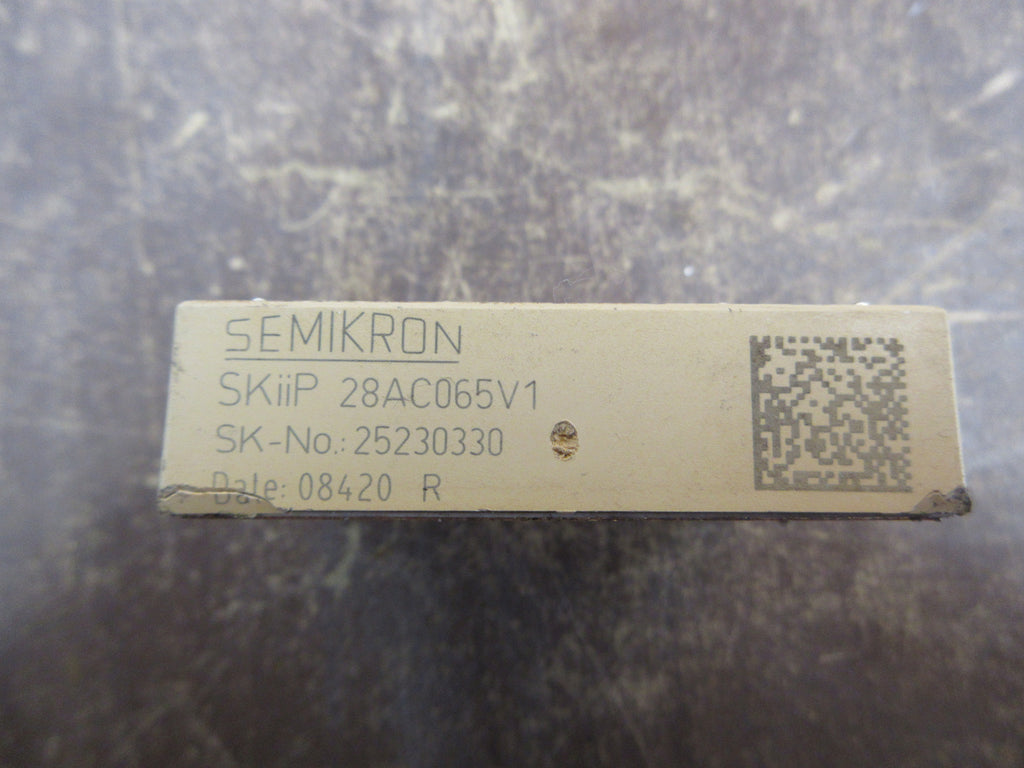 SEMIKRON
SKiiP 28AC065V1
SK-No.: 25230330
Date: 08420 R